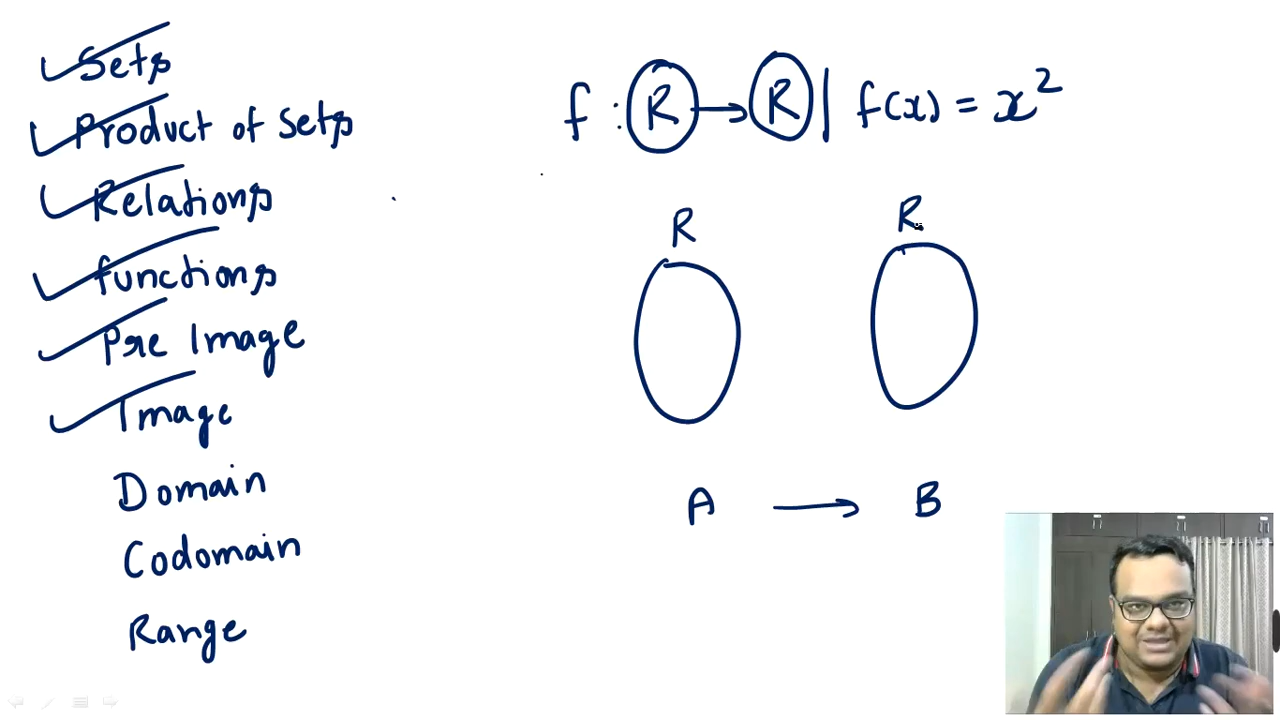 Sets
Product of Sets
Relations
functions
Pre Image
Image
Domain
Codomain
Range
f : R → R | f(x) = x²
R R
A → B